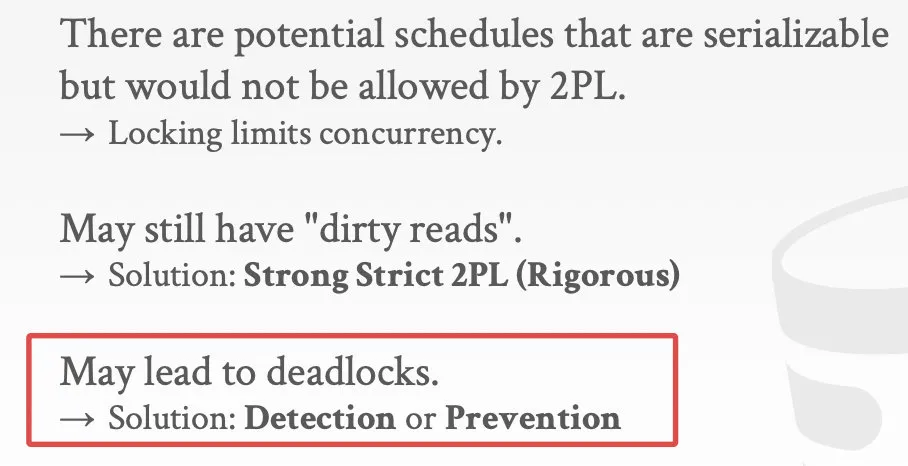 There are potential schedules that are serializable
but would not be allowed by 2PL.
→ Locking limits concurrency.
May still have "dirty reads".
→ Solution: Strong Strict 2PL (Rigorous)
May lead to deadlocks.
→ Solution: Detection or Prevention